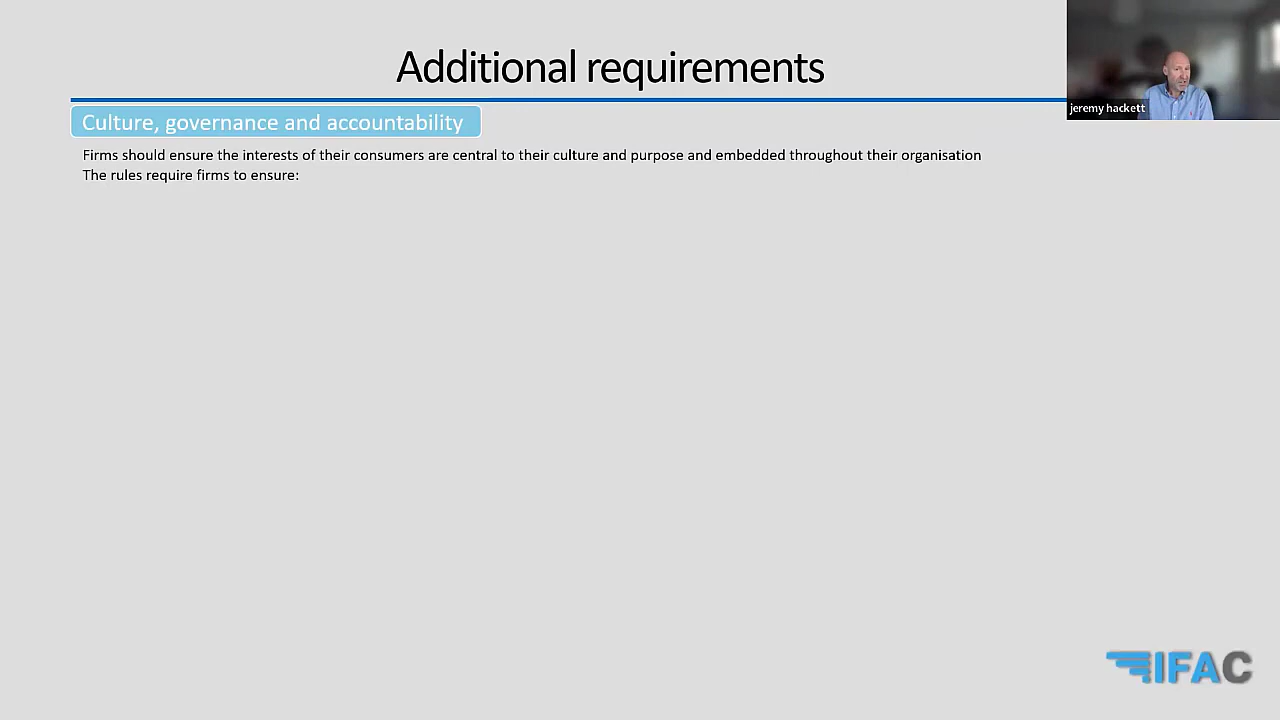 Additional requirements
jeremy hackett
Culture, governance and accountability
Firms should ensure the interests of their consumers are central to their culture and purpose and embedded throughout their organisation
The rules require firms to ensure:
IFAC